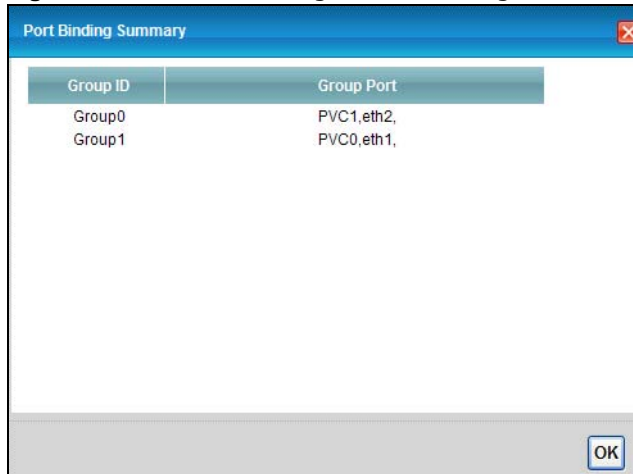 Port Binding Summary
Group ID Group Port
Group0 PVC1,eth2,
Group1 PVC0,eth1,
OK